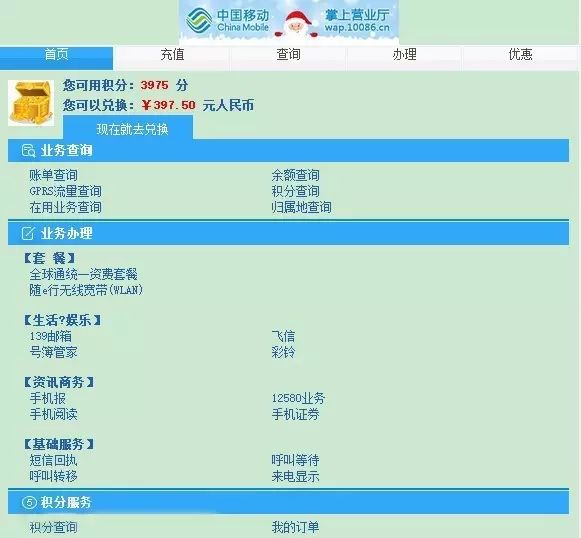 中国移动 China Mobile
掌上营业厅
wap.10086.cn
首页 充值 查询 办理 优惠
您可用积分：3975 分
您可以兑换：￥397.50 元人民币
现在就去兑换
业务查询
账单查询 余额查询
GPRS流量查询 积分查询
在用业务查询 归属地查询
业务办理
【套 餐】
全球通统一资费套餐
随e行无线宽带(WLAN)
【生活?娱乐】
139邮箱 飞信
号簿管家 彩铃
【资讯商务】
手机报 12580业务
手机阅读 手机证券
【基础服务】
短信回执 呼叫等待
呼叫转移 来电显示
5 积分服务
积分查询 我的订单